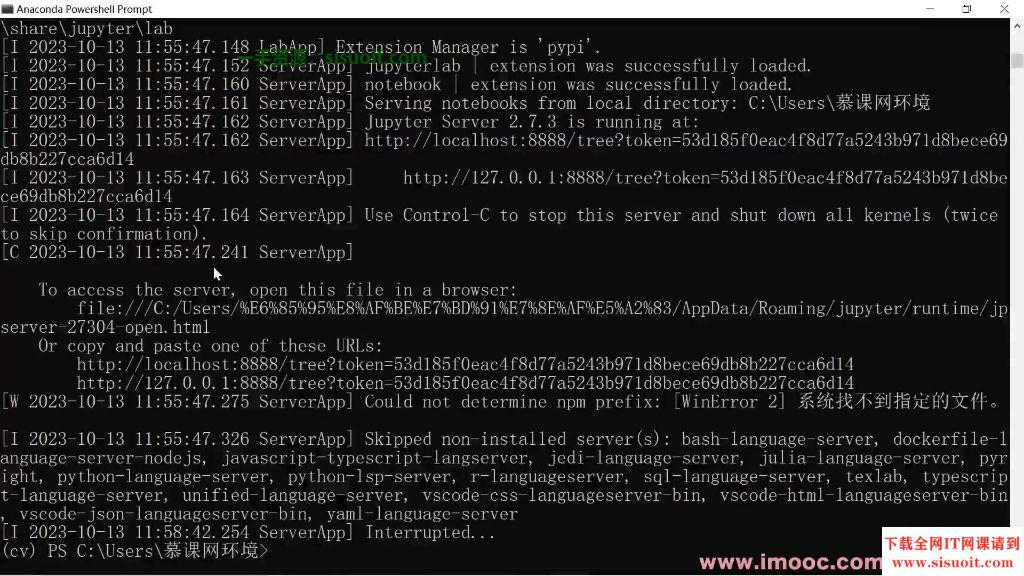 Anaconda Powershell Prompt
\share\jupyter\lab
[I 2023-10-13 11:55:47.148 LabApp] Extension Manager is 'pypi'.
[I 2023-10-13 11:55:47.152 ServerApp] jupyterlab | extension was successfully loaded.
[I 2023-10-13 11:55:47.160 ServerApp] notebook | extension was successfully loaded.
[I 2023-10-13 11:55:47.161 ServerApp] Serving notebooks from local directory: C:\Users\慕课网环境
[I 2023-10-13 11:55:47.162 ServerApp] Jupyter Server 2.7.3 is running at:
[I 2023-10-13 11:55:47.162 ServerApp] http://localhost:8888/tree?token=53d185f0eac4f8d77a5243b971d8bece69
db8b227cca6d14
[I 2023-10-13 11:55:47.163 ServerApp]     http://127.0.0.1:8888/tree?token=53d185f0eac4f8d77a5243b971d8be
ce69db8b227cca6d14
[I 2023-10-13 11:55:47.164 ServerApp] Use Control-C to stop this server and shut down all kernels (twice
to skip confirmation).
[C 2023-10-13 11:55:47.241 ServerApp]
To access the server, open this file in a browser:
file:///C:/Users/%E6%85%95%E8%AF%BE%E7%BD%91%E7%8E%AF%E5%A2%83/AppData/Roaming/jupyter/runtime/jp
server-27304-open.html
Or copy and paste one of these URLs:
http://localhost:8888/tree?token=53d185f0eac4f8d77a5243b971d8bece69db8b227cca6d14
http://127.0.0.1:8888/tree?token=53d185f0eac4f8d77a5243b971d8bece69db8b227cca6d14
[W 2023-10-13 11:55:47.275 ServerApp] Could not determine npm prefix: [WinError 2] 系统找不到指定的文件。
[I 2023-10-13 11:55:47.326 ServerApp] Skipped non-installed server(s): bash-language-server, dockerfile-l
anguage-server-nodejs, javascript-typescript-langserver, jedi-language-server, julia-language-server, pyr
ight, python-language-server, python-lsp-server, r-languageserver, sql-language-server, texlab, typescrip
t-language-server, unified-language-server, vscode-css-languageserver-bin, vscode-html-languageserver-bin
, vscode-json-languageserver-bin, yaml-language-server
[I 2023-10-13 11:58:42.254 ServerApp] Interrupted...
(cv) PS C:\Users\慕课网环境>
一手资源：sisuoit.com
www.imooc.com
下载全网IT网课请到
www.sisuoit.com